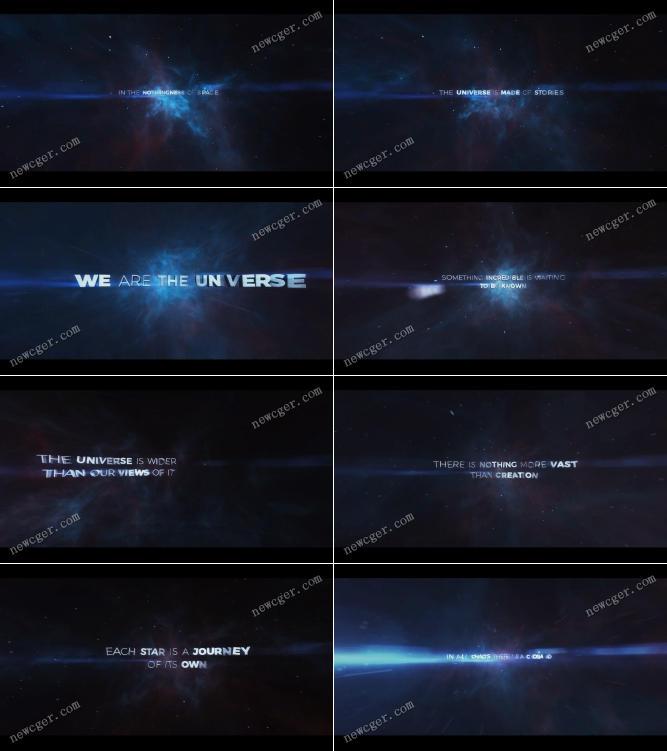 newcger.com
IN THE NOTHINGNESS OF SPACE
newcger.com
newcger.com
THE UNIVERSE IS MADE OF STORIES
newcger.com
newcger.com
WE ARE THE UNIVERSE
newcger.com
newcger.com
SOMETHING INCREDIBLE IS WAITING
TO BE KNOWN
newcger.com
newcger.com
THE UNIVERSE IS WIDER
THAN OUR VIEWS OF IT
newcger.com
newcger.com
THERE IS NOTHING MORE VAST
THAN CREATION
newcger.com
newcger.com
EACH STAR IS A JOURNEY
OF ITS OWN
newcger.com
newcger.com
IN ALL CHAOS THERE IS A
newcger.com